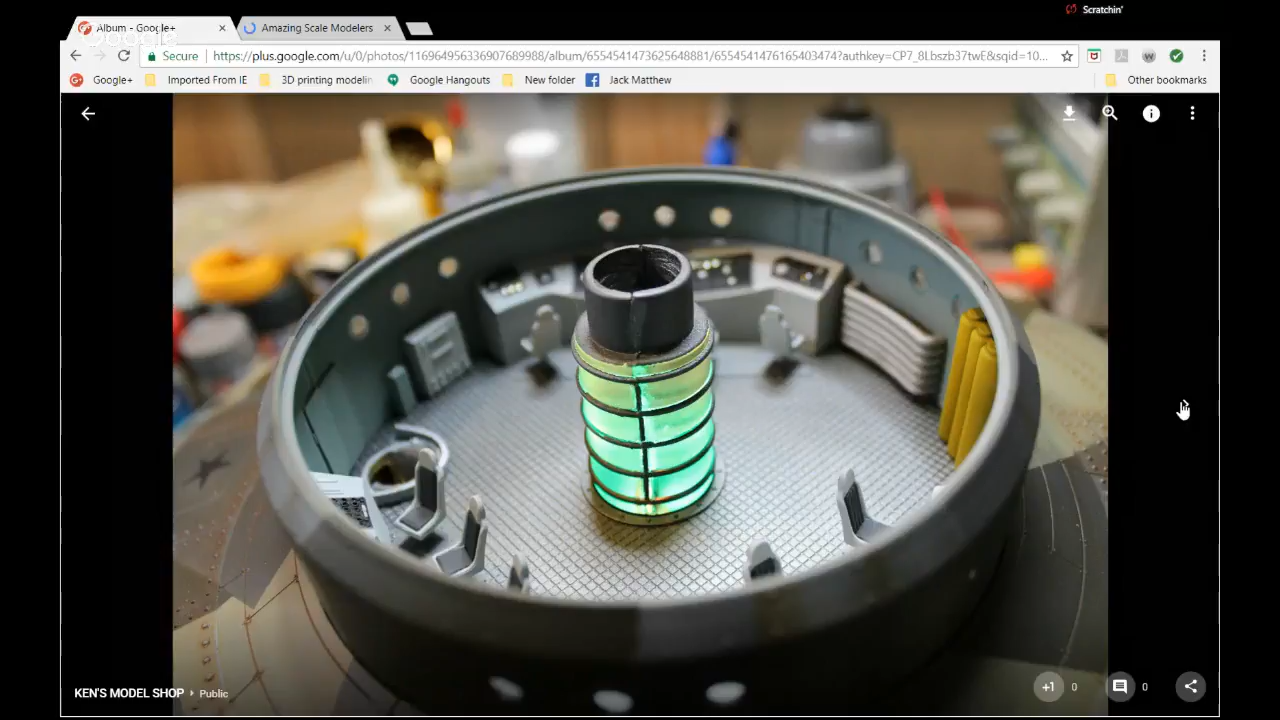 Scratchin'
Album - Google+
Amazing Scale Modelers
Secure
https://plus.google.com/u/0/photos/116964956336907689988/album/6554541473625648881/6554541476165403474?authkey=CP7_8Lbszb37twE&sqid=10...
Google+ Imported From IE 3D printing modelin Google Hangouts New folder Jack Matthew Other bookmarks
KEN'S MODEL SHOP Public
+1 0 0